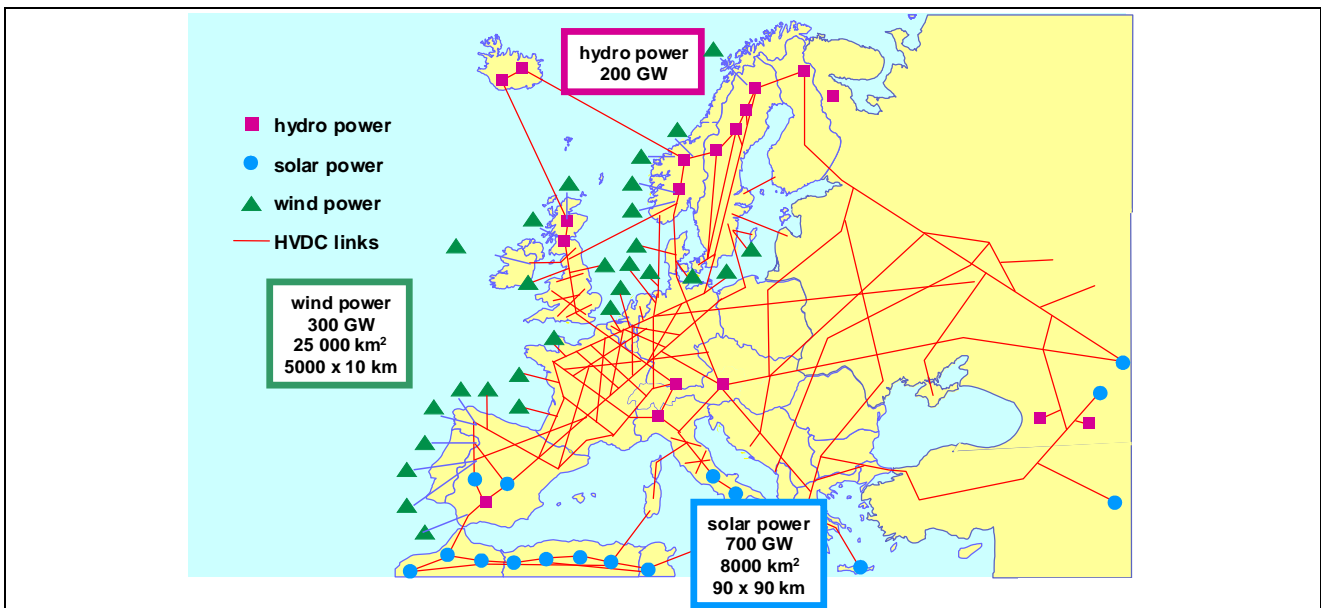 hydro power
200 GW
hydro power
solar power
wind power
HVDC links
wind power
300 GW
25 000 km²
5000 x 10 km
solar power
700 GW
8000 km²
90 x 90 km